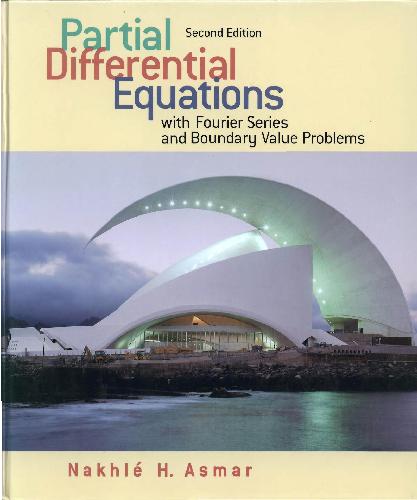 Partial Second Edition
Differential
Equations
with Fourier Series
and Boundary Value Problems
Nakhlé H. Asmar